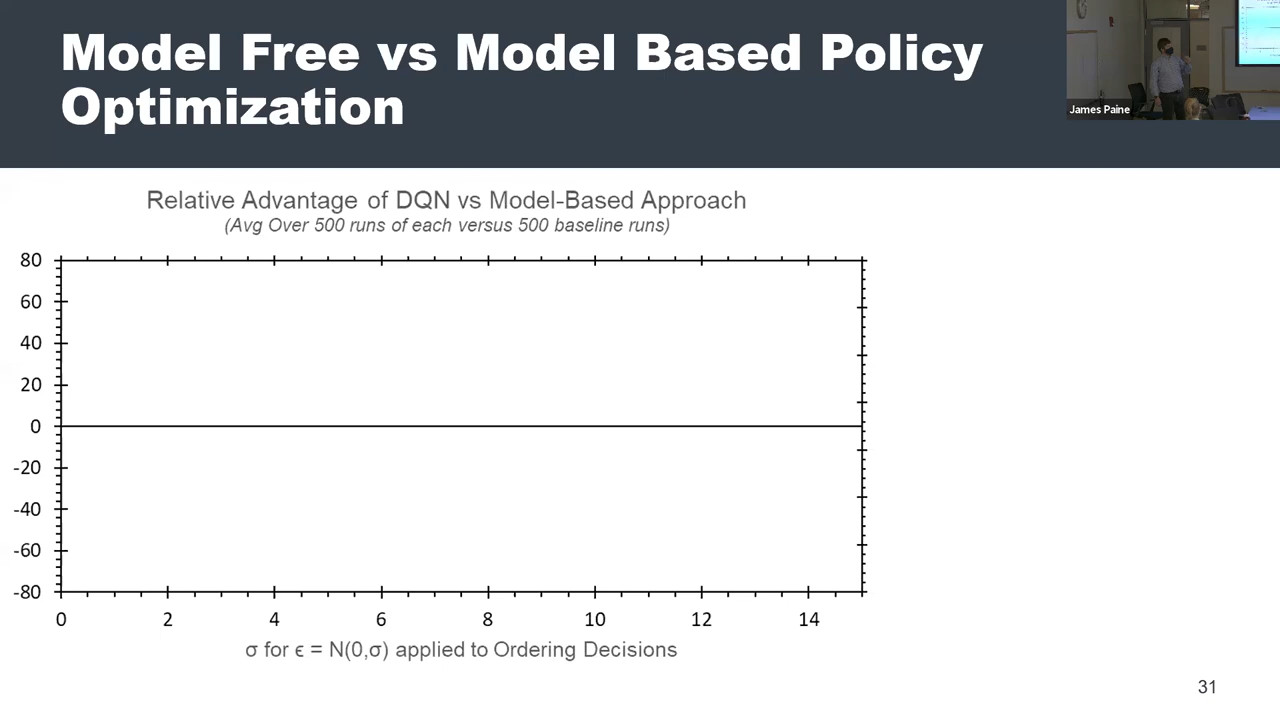 Model Free vs Model Based Policy
Optimization
James Paine
Relative Advantage of DQN vs Model-Based Approach
(Avg Over 500 runs of each versus 500 baseline runs)
80
60
40
20
0
-20
-40
-60
-80
0 2 4 6 8 10 12 14
σ for ϵ = N(0,σ) applied to Ordering Decisions
31